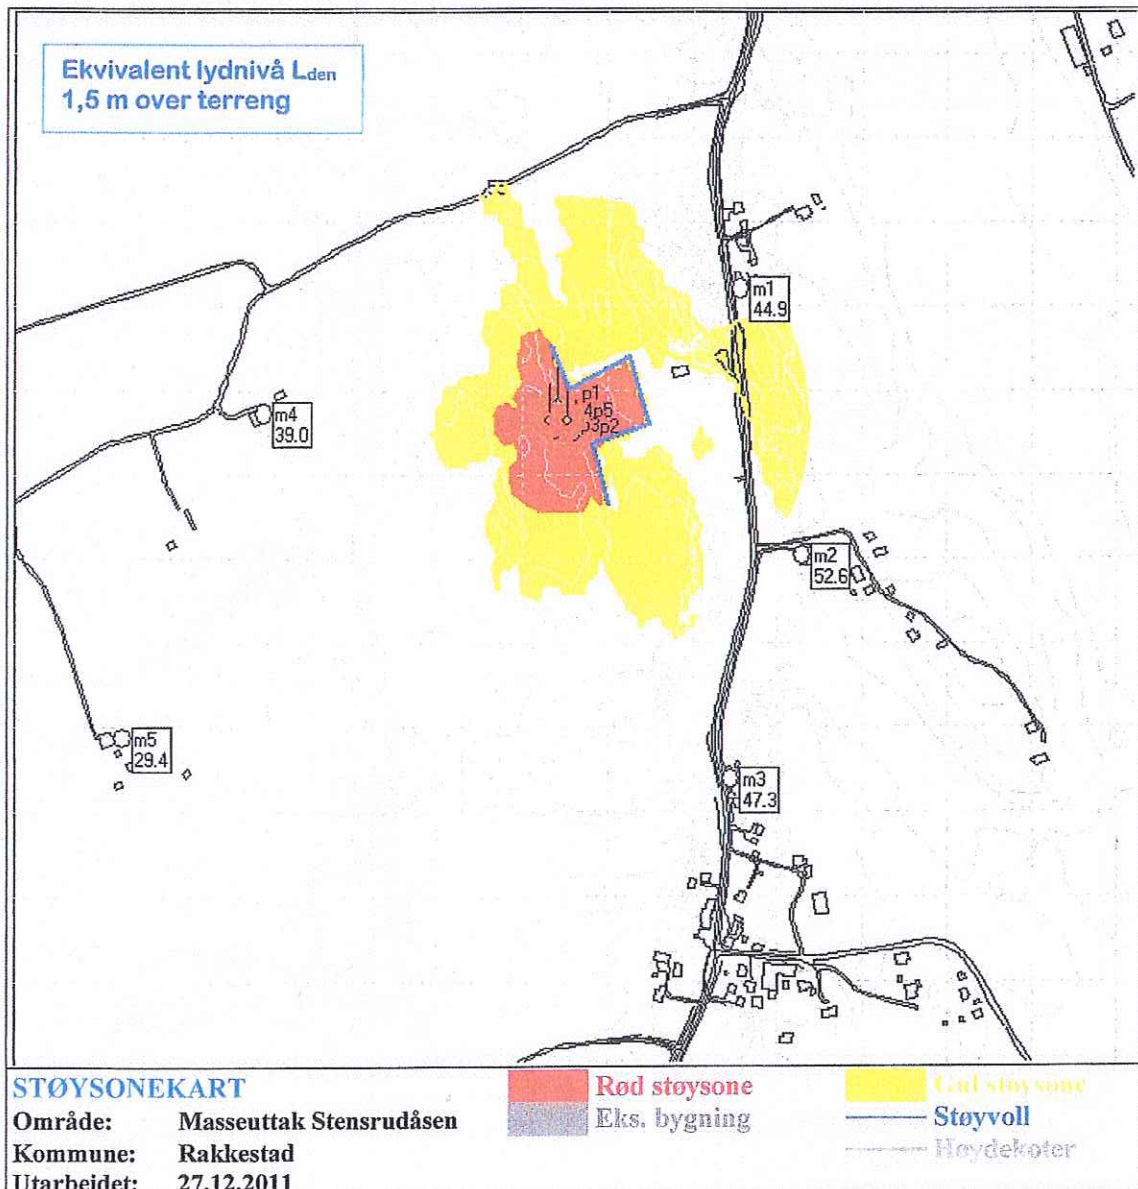 Ekvivalent lydnivå Lden
1,5 m over terreng
m1
44.9
m4
39.0
p1
4p5
p3p2
m2
52.6
m5
29.4
m3
47.3
STØYSONEKART
Område: Masseuttak Stensrudåsen
Kommune: Rakkestad
Utarbeidet: 27.12.2011
Rød støysone
Eks. bygning
Gul støysone
Støyvoll
Høydekoter